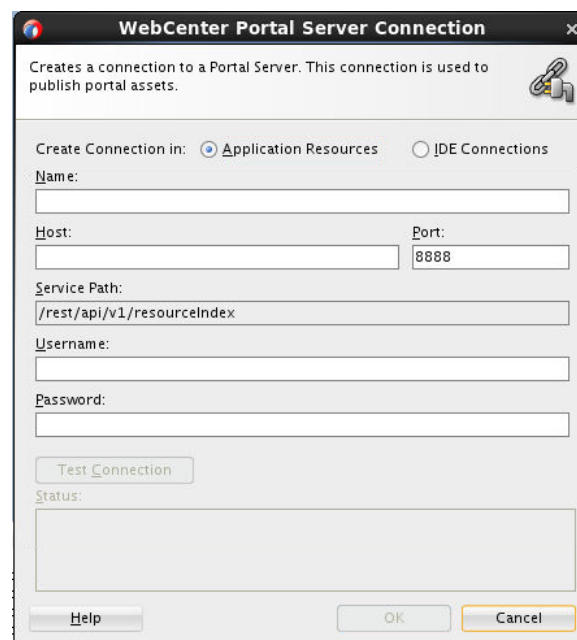 WebCenter Portal Server Connection
Creates a connection to a Portal Server. This connection is used to
publish portal assets.
Create Connection in: Application Resources IDE Connections
Name:
Host: Port:
8888
Service Path:
/rest/api/v1/resourceIndex
Username:
Password:
Test Connection
Status:
Help OK Cancel